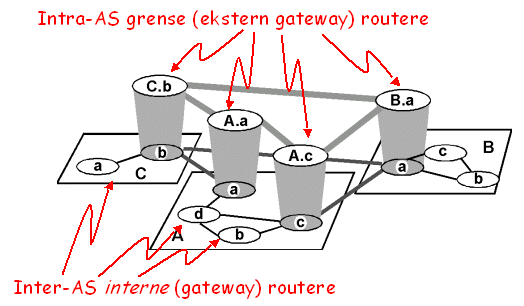 Intra-AS grense (ekstern gateway) routere
C.b
B.a
A.a
A.c
b
a
C
a
c
B
b
a
d
A
b
c
Inter-AS interne (gateway) routere